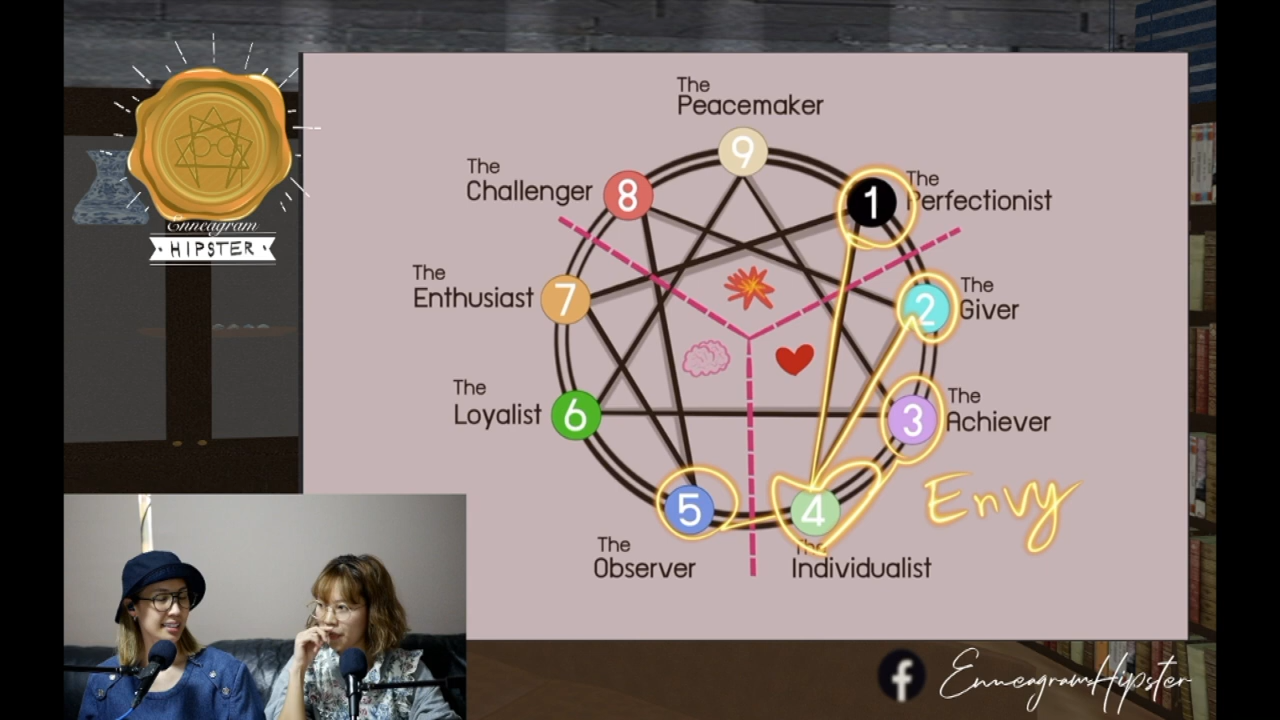 Enneagram
HIPSTER
The
Peacemaker
9
The
Challenger
8
1
The
Perfectionist
The
Enthusiast
7
2
The
Giver
The
Loyalist
6
3
The
Achiever
5
4
Envy
The
Observer
The
Individualist
f
EnneagramHipster